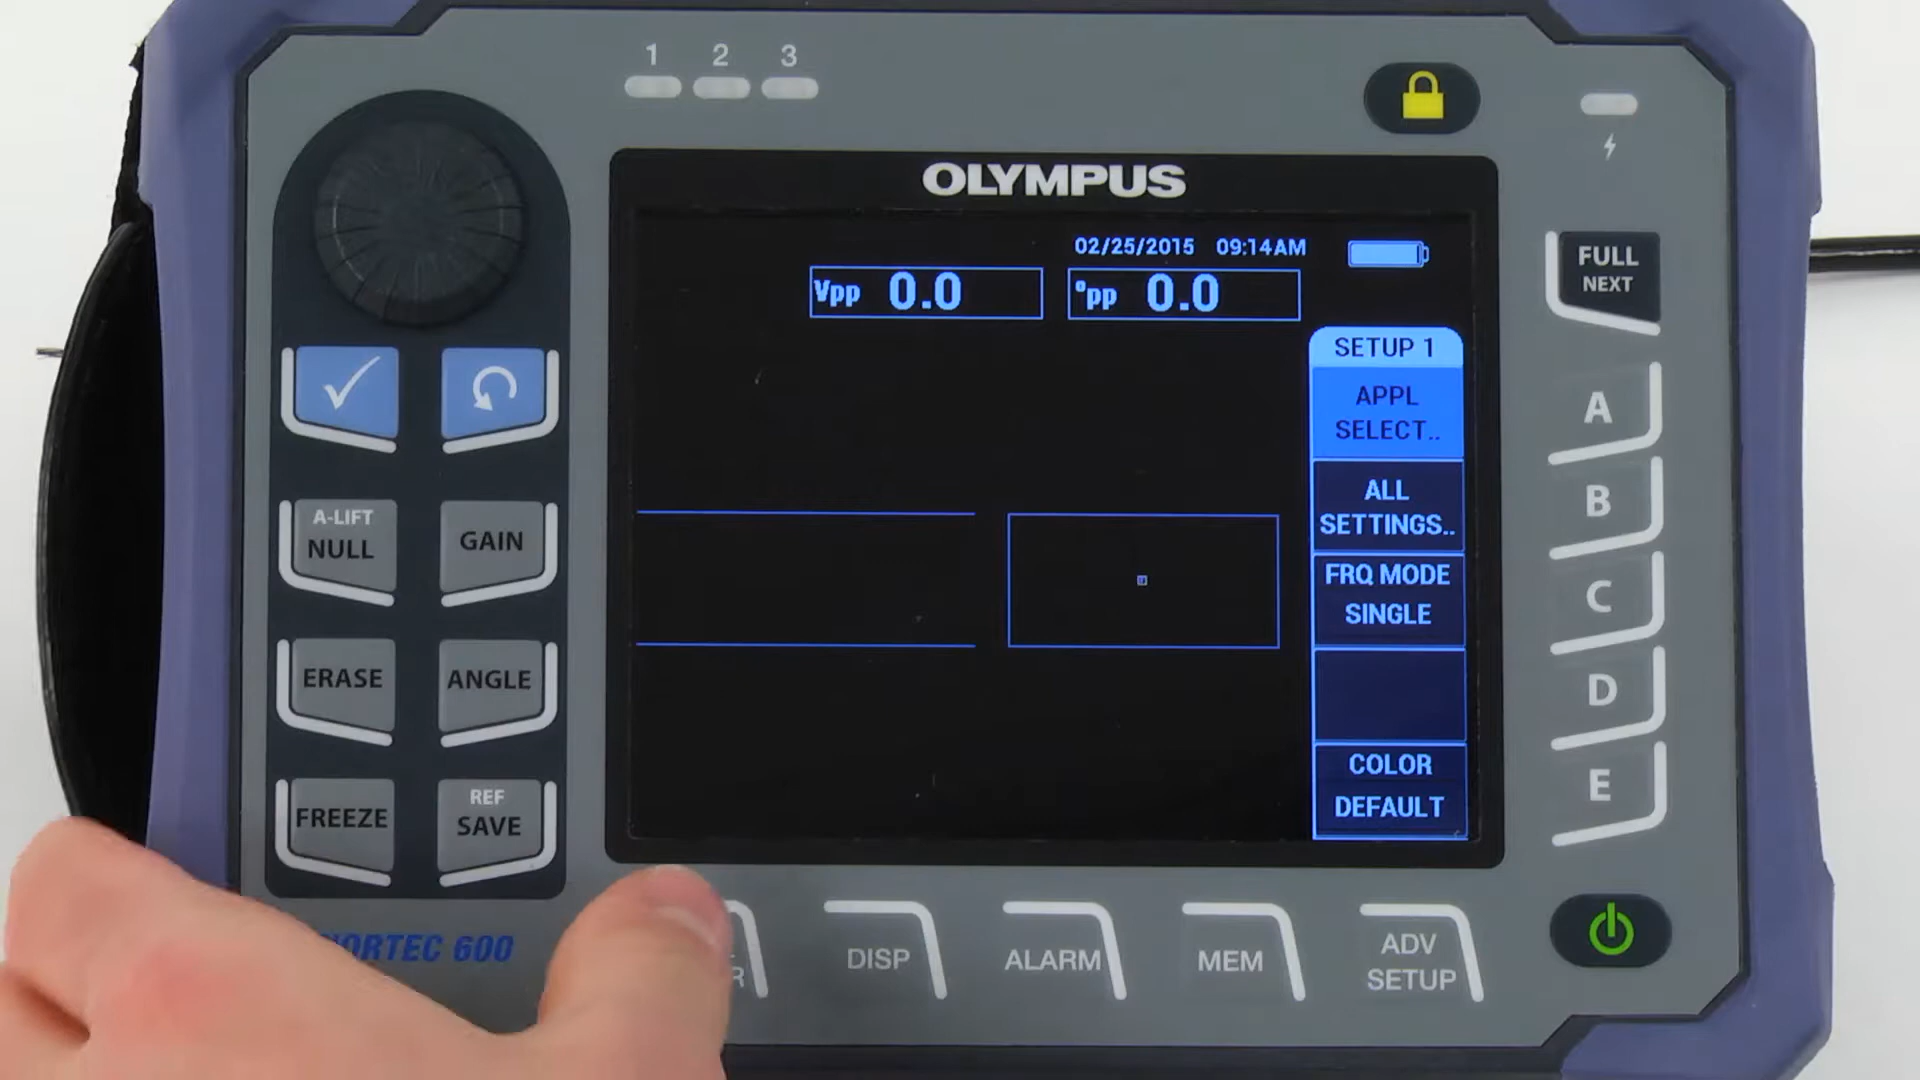 1 2 3
OLYMPUS
02/25/2015 09:14AM
Vpp 0.0
°pp 0.0
SETUP 1
APPL
SELECT..
ALL
SETTINGS..
FRQ MODE
SINGLE
COLOR
DEFAULT
FULL
NEXT
A
B
C
D
E
A-LIFT
NULL
GAIN
ERASE
ANGLE
FREEZE
REF
SAVE
NORTEC 600
DISP
ALARM
MEM
ADV
SETUP